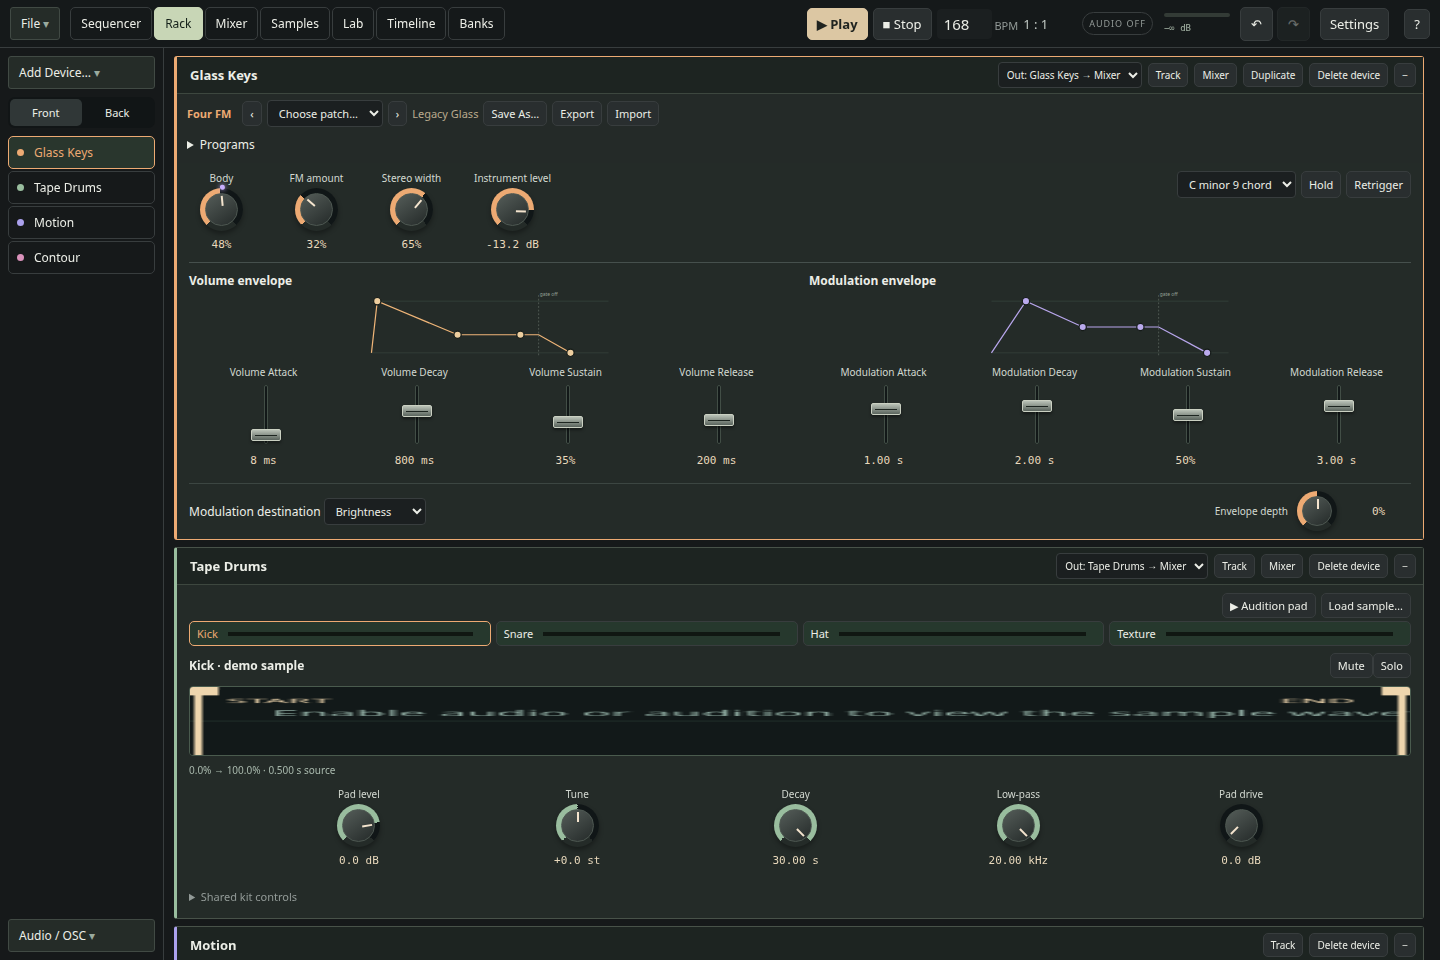 File ▾ Sequencer Rack Mixer Samples Lab Timeline Banks ▶ Play ■ Stop 168 BPM 1 : 1 AUDIO OFF −∞ dB ↶ ↷ Settings ?
Add Device... ▾
Front Back
Glass Keys
Tape Drums
Motion
Contour
Audio / OSC ▾
Glass Keys Out: Glass Keys → Mixer Track Mixer Duplicate Delete device −
Four FM ‹ Choose patch... › Legacy Glass Save As... Export Import
▶ Programs
Body FM amount Stereo width Instrument level C minor 9 chord Hold Retrigger
48% 32% 65% -13.2 dB
Volume envelope Modulation envelope
gate off gate off
Volume Attack Volume Decay Volume Sustain Volume Release Modulation Attack Modulation Decay Modulation Sustain Modulation Release
8 ms 800 ms 35% 200 ms 1.00 s 2.00 s 50% 3.00 s
Modulation destination Brightness Envelope depth 0%
Tape Drums Out: Tape Drums → Mixer Track Mixer Delete device −
▶ Audition pad Load sample...
Kick Snare Hat Texture
Kick · demo sample Mute Solo
START END
Enable audio or audition to view the sample wave
0.0% → 100.0% · 0.500 s source
Pad level Tune Decay Low-pass Pad drive
0.0 dB +0.0 st 30.00 s 20.00 kHz 0.0 dB
▶ Shared kit controls
Motion Track Delete device −